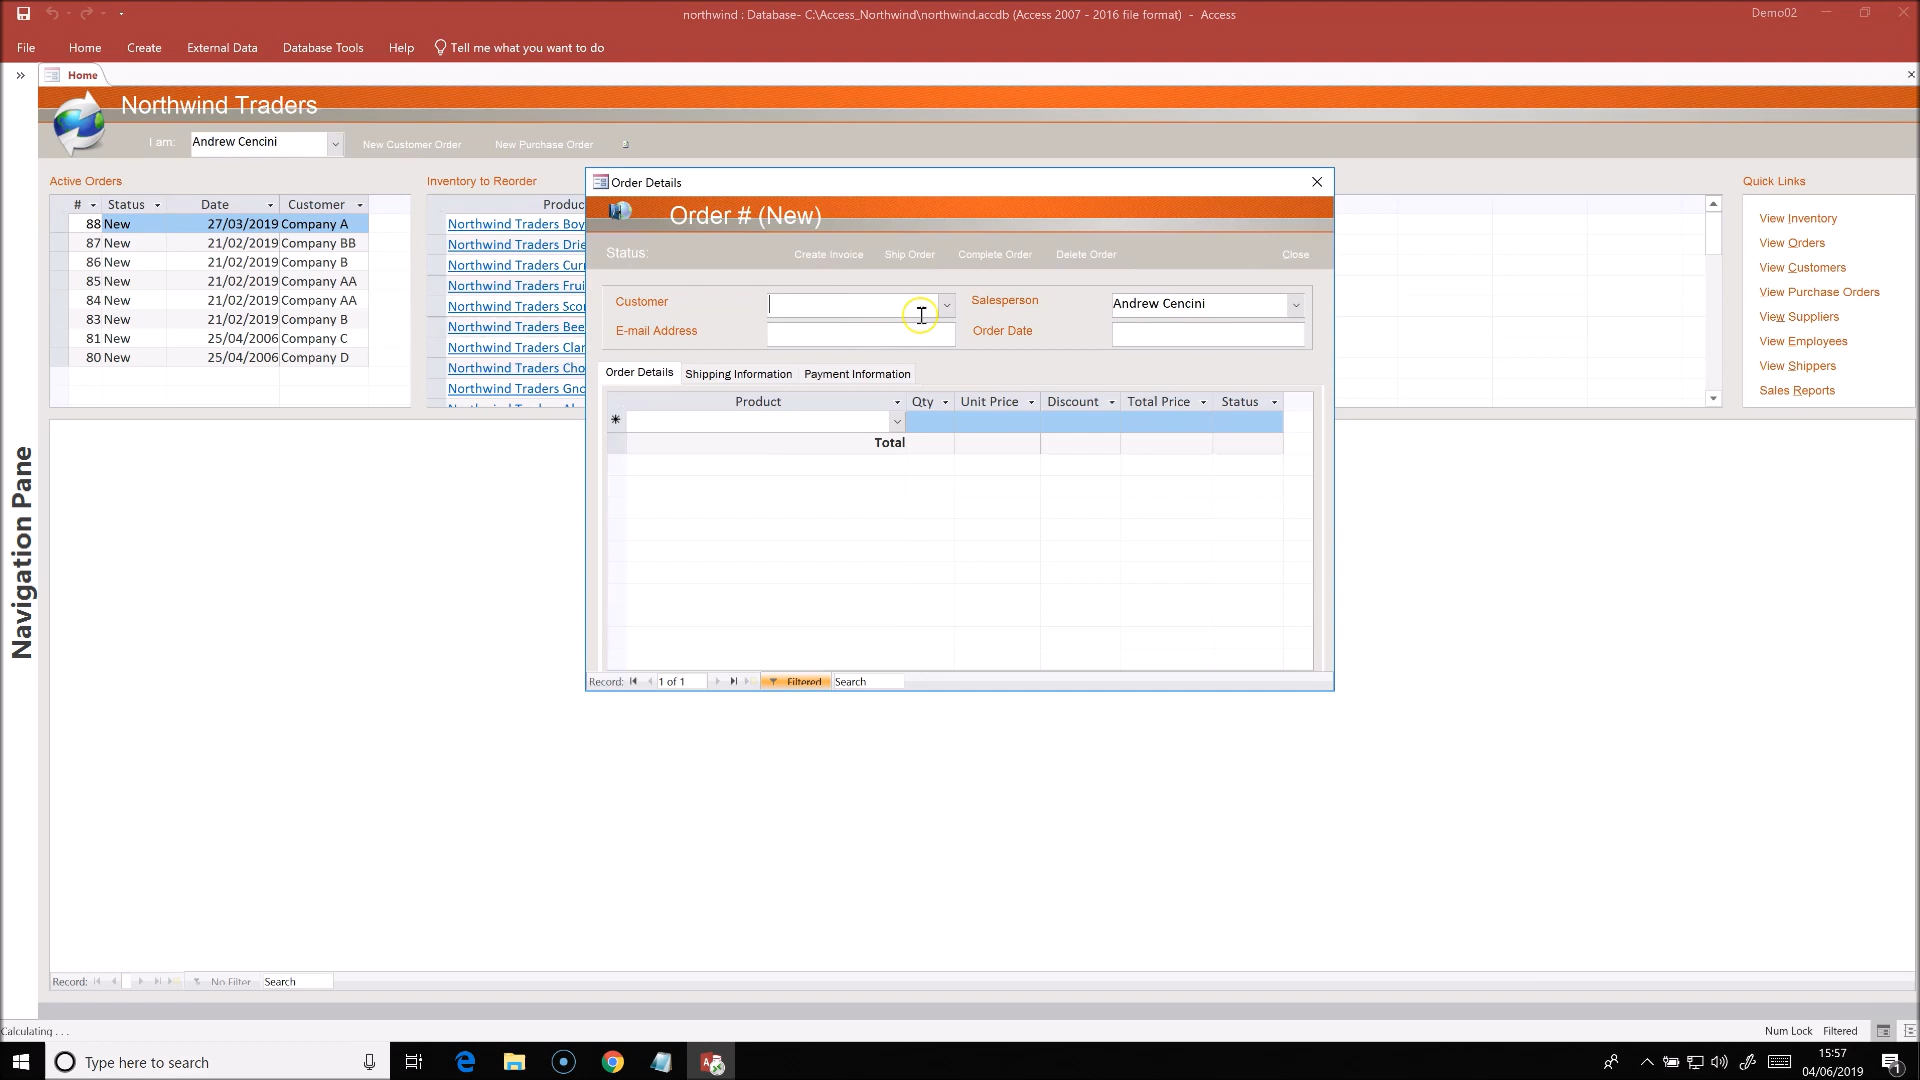 northwind : Database- C:\Access_Northwind\northwind.accdb (Access 2007 - 2016 file format) - Access
Demo02
File Home Create External Data Database Tools Help Tell me what you want to do
Home
Northwind Traders
I am: Andrew Cencini New Customer Order New Purchase Order
Active Orders
# Status Date Customer
88 New 27/03/2019 Company A
87 New 21/02/2019 Company BB
86 New 21/02/2019 Company B
85 New 21/02/2019 Company AA
84 New 21/02/2019 Company AA
83 New 21/02/2019 Company B
81 New 25/04/2006 Company C
80 New 25/04/2006 Company D
Inventory to Reorder
Produc
Northwind Traders Boy
Northwind Traders Drie
Northwind Traders Curr
Northwind Traders Frui
Northwind Traders Scor
Northwind Traders Bee
Northwind Traders Clar
Northwind Traders Cho
Northwind Traders Gno
Order Details
Order # (New)
Status: Create Invoice Ship Order Complete Order Delete Order Close
Customer Salesperson Andrew Cencini
E-mail Address Order Date
Order Details Shipping Information Payment Information
Product Qty Unit Price Discount Total Price Status
Total
Record: 1 of 1 Filtered Search
Quick Links
View Inventory
View Orders
View Customers
View Purchase Orders
View Suppliers
View Employees
View Shippers
Sales Reports
Navigation Pane
Record: No Filter Search
Calculating . . .
Num Lock Filtered
Type here to search
15:57
04/06/2019
1